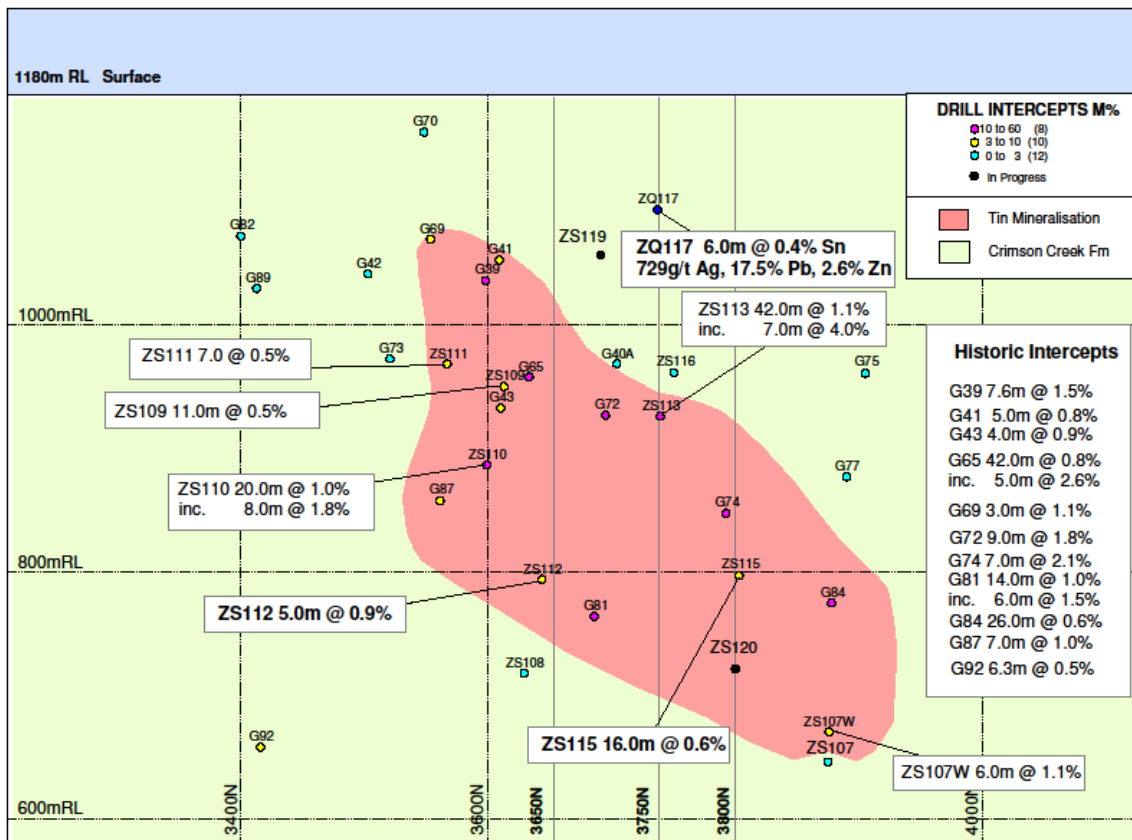 1180m RL Surface
DRILL INTERCEPTS M%
10 to 60 (8)
3 to 10 (10)
0 to 3 (12)
In Progress
Tin Mineralisation
Crimson Creek Fm
G70
ZQ117
G82
G69
ZS119
ZQ117 6.0m @ 0.4% Sn
729g/t Ag, 17.5% Pb, 2.6% Zn
G41
G42
G39
G89
ZS113 42.0m @ 1.1%
inc. 7.0m @ 4.0%
1000mRL
Historic Intercepts
G39 7.6m @ 1.5%
G41 5.0m @ 0.8%
G43 4.0m @ 0.9%
G65 42.0m @ 0.8%
inc. 5.0m @ 2.6%
G69 3.0m @ 1.1%
G72 9.0m @ 1.8%
G74 7.0m @ 2.1%
G81 14.0m @ 1.0%
inc. 6.0m @ 1.5%
G84 26.0m @ 0.6%
G87 7.0m @ 1.0%
G92 6.3m @ 0.5%
ZS111 7.0 @ 0.5%
G73
ZS111
G65
G40A
ZS116
G75
ZS109
ZS109 11.0m @ 0.5%
G43
G72
ZS113
ZS110
G77
ZS110 20.0m @ 1.0%
inc. 8.0m @ 1.8%
G87
G74
800mRL
ZS112
ZS115
ZS112 5.0m @ 0.9%
G81
G84
ZS108
ZS120
G92
ZS115 16.0m @ 0.6%
ZS107W
ZS107
ZS107W 6.0m @ 1.1%
600mRL
3400N
3600N
3650N
3750N
3800N
4000N